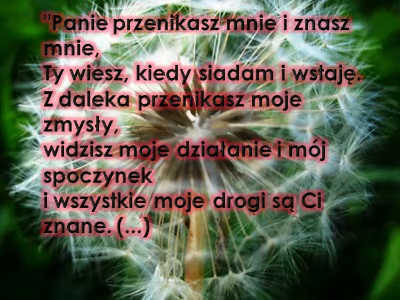 "Panie przenikasz mnie i znasz
mnie,
Ty wiesz, kiedy siadam i wstaję.
Z daleka przenikasz moje
zmysły,
widzisz moje działanie i mój
spoczynek
i wszystkie moje drogi są Ci
znane. (...)